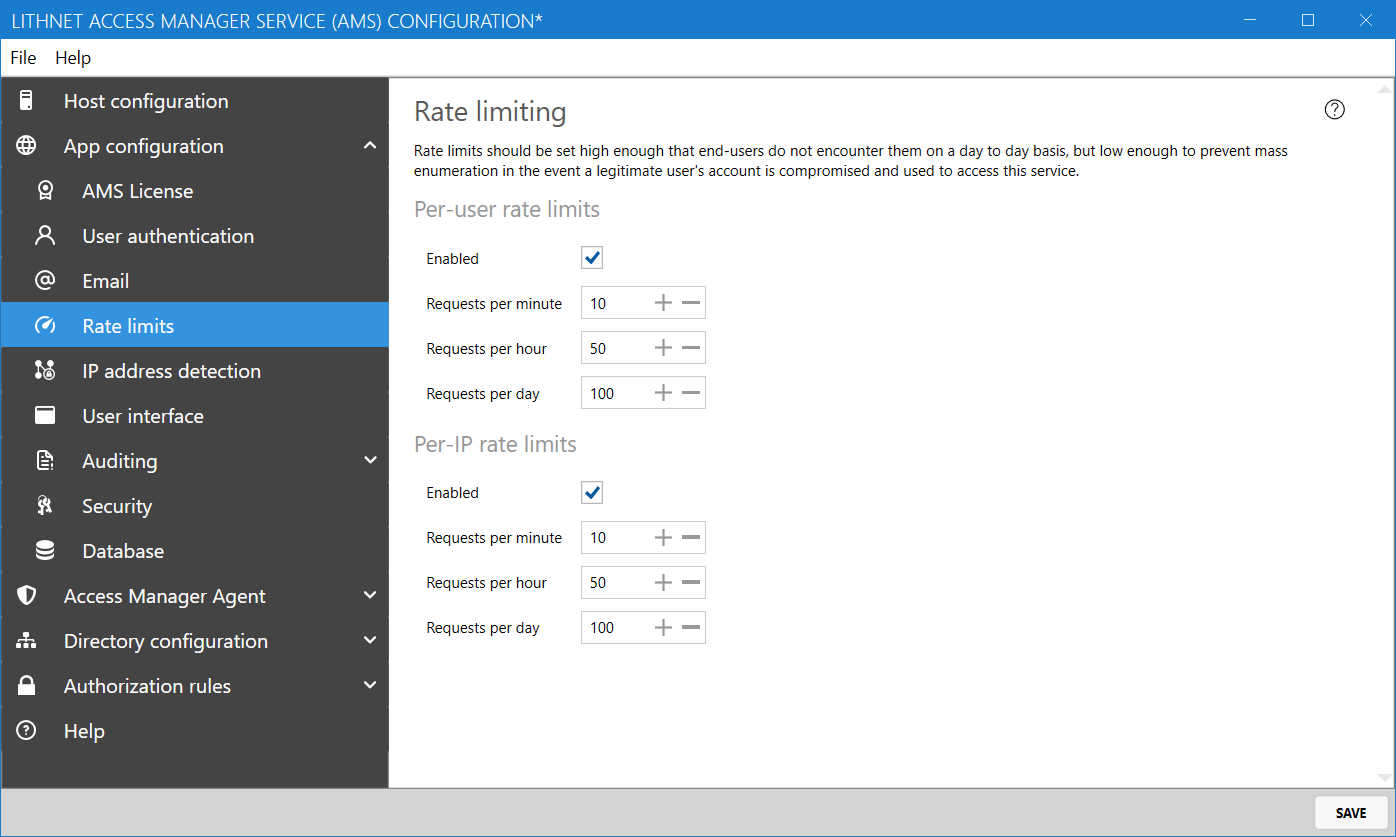 LITHNET ACCESS MANAGER SERVICE (AMS) CONFIGURATION*
File Help
Host configuration
App configuration
AMS License
User authentication
Email
Rate limits
IP address detection
User interface
Auditing
Security
Database
Access Manager Agent
Directory configuration
Authorization rules
Help
Rate limiting
Rate limits should be set high enough that end-users do not encounter them on a day to day basis, but low enough to prevent mass
enumeration in the event a legitimate user's account is compromised and used to access this service.
Per-user rate limits
Enabled
Requests per minute 10
Requests per hour 50
Requests per day 100
Per-IP rate limits
Enabled
Requests per minute 10
Requests per hour 50
Requests per day 100
SAVE